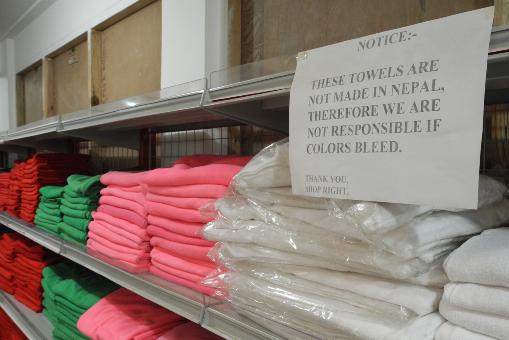 NOTICE:-
THESE TOWELS ARE
NOT MADE IN NEPAL,
THEREFORE WE ARE
NOT RESPONSIBLE IF
COLORS BLEED.
THANK YOU,
SHOP RIGHT.